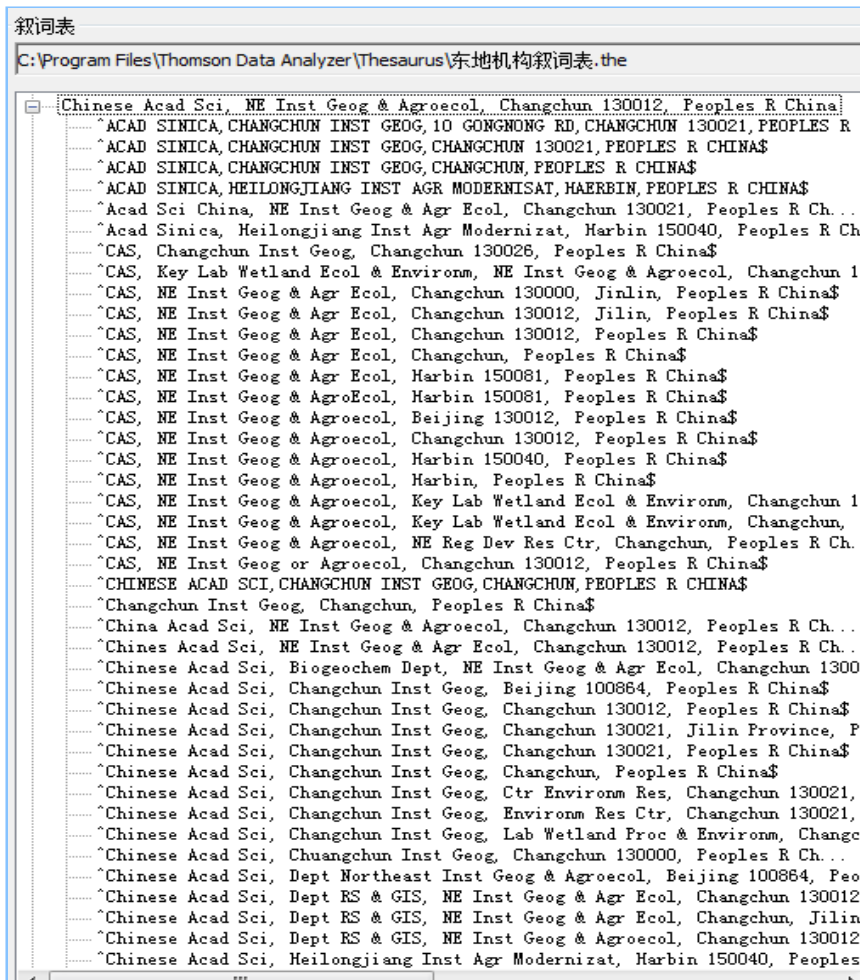 叙词表
C:\Program Files\Thomson Data Analyzer\Thesaurus\东地机构叙词表.the
Chinese Acad Sci, NE Inst Geog & Agroecol, Changchun 130012, Peoples R China
^ACAD SINICA,CHANGCHUN INST GEOG,10 GONGNONG RD,CHANGCHUN 130021,PEOPLES R
^ACAD SINICA,CHANGCHUN INST GEOG,CHANGCHUN 130021,PEOPLES R CHINA$
^ACAD SINICA,CHANGCHUN INST GEOG,CHANGCHUN,PEOPLES R CHINA$
^ACAD SINICA,HEILONGJIANG INST AGR MODERNISAT,HAERBIN,PEOPLES R CHINA$
^Acad Sci China, NE Inst Geog & Agr Ecol, Changchun 130021, Peoples R Ch...
^Acad Sinica, Heilongjiang Inst Agr Modernizat, Harbin 150040, Peoples R Ch
^CAS, Changchun Inst Geog, Changchun 130026, Peoples R China$
^CAS, Key Lab Wetland Ecol & Environm, NE Inst Geog & Agroecol, Changchun 1
^CAS, NE Inst Geog & Agr Ecol, Changchun 130000, Jinlin, Peoples R China$
^CAS, NE Inst Geog & Agr Ecol, Changchun 130012, Jilin, Peoples R China$
^CAS, NE Inst Geog & Agr Ecol, Changchun 130012, Peoples R China$
^CAS, NE Inst Geog & Agr Ecol, Changchun, Peoples R China$
^CAS, NE Inst Geog & Agr Ecol, Harbin 150081, Peoples R China$
^CAS, NE Inst Geog & AgroEcol, Harbin 150081, Peoples R China$
^CAS, NE Inst Geog & Agroecol, Beijing 130012, Peoples R China$
^CAS, NE Inst Geog & Agroecol, Changchun 130012, Peoples R China$
^CAS, NE Inst Geog & Agroecol, Harbin 150040, Peoples R China$
^CAS, NE Inst Geog & Agroecol, Harbin, Peoples R China$
^CAS, NE Inst Geog & Agroecol, Key Lab Wetland Ecol & Environm, Changchun 1
^CAS, NE Inst Geog & Agroecol, Key Lab Wetland Ecol & Environm, Changchun,
^CAS, NE Inst Geog & Agroecol, NE Reg Dev Res Ctr, Changchun, Peoples R Ch.
^CAS, NE Inst Geog or Agroecol, Changchun 130012, Peoples R China$
^CHINESE ACAD SCI,CHANGCHUN INST GEOG,CHANGCHUN,PEOPLES R CHINA$
^Changchun Inst Geog, Changchun, Peoples R China$
^China Acad Sci, NE Inst Geog & Agroecol, Changchun 130012, Peoples R Ch...
^Chines Acad Sci, NE Inst Geog & Agr Ecol, Changchun 130012, Peoples R Ch..
^Chinese Acad Sci, Biogeochem Dept, NE Inst Geog & Agr Ecol, Changchun 1300
^Chinese Acad Sci, Changchun Inst Geog, Beijing 100864, Peoples R China$
^Chinese Acad Sci, Changchun Inst Geog, Changchun 130012, Peoples R China$
^Chinese Acad Sci, Changchun Inst Geog, Changchun 130021, Jilin Province, P
^Chinese Acad Sci, Changchun Inst Geog, Changchun 130021, Peoples R China$
^Chinese Acad Sci, Changchun Inst Geog, Changchun, Peoples R China$
^Chinese Acad Sci, Changchun Inst Geog, Ctr Environm Res, Changchun 130021,
^Chinese Acad Sci, Changchun Inst Geog, Environm Res Ctr, Changchun 130021,
^Chinese Acad Sci, Changchun Inst Geog, Lab Wetland Proc & Environm, Changc
^Chinese Acad Sci, Chuangchun Inst Geog, Changchun 130000, Peoples R Ch...
^Chinese Acad Sci, Dept Northeast Inst Geog & Agroecol, Beijing 100864, Peo
^Chinese Acad Sci, Dept RS & GIS, NE Inst Geog & Agr Ecol, Changchun 130012
^Chinese Acad Sci, Dept RS & GIS, NE Inst Geog & Agr Ecol, Changchun, Jilin
^Chinese Acad Sci, Dept RS & GIS, NE Inst Geog & Agroecol, Changchun 130012
^Chinese Acad Sci, Heilongjiang Inst Agr Modernizat, Harbin 150040, Peoples